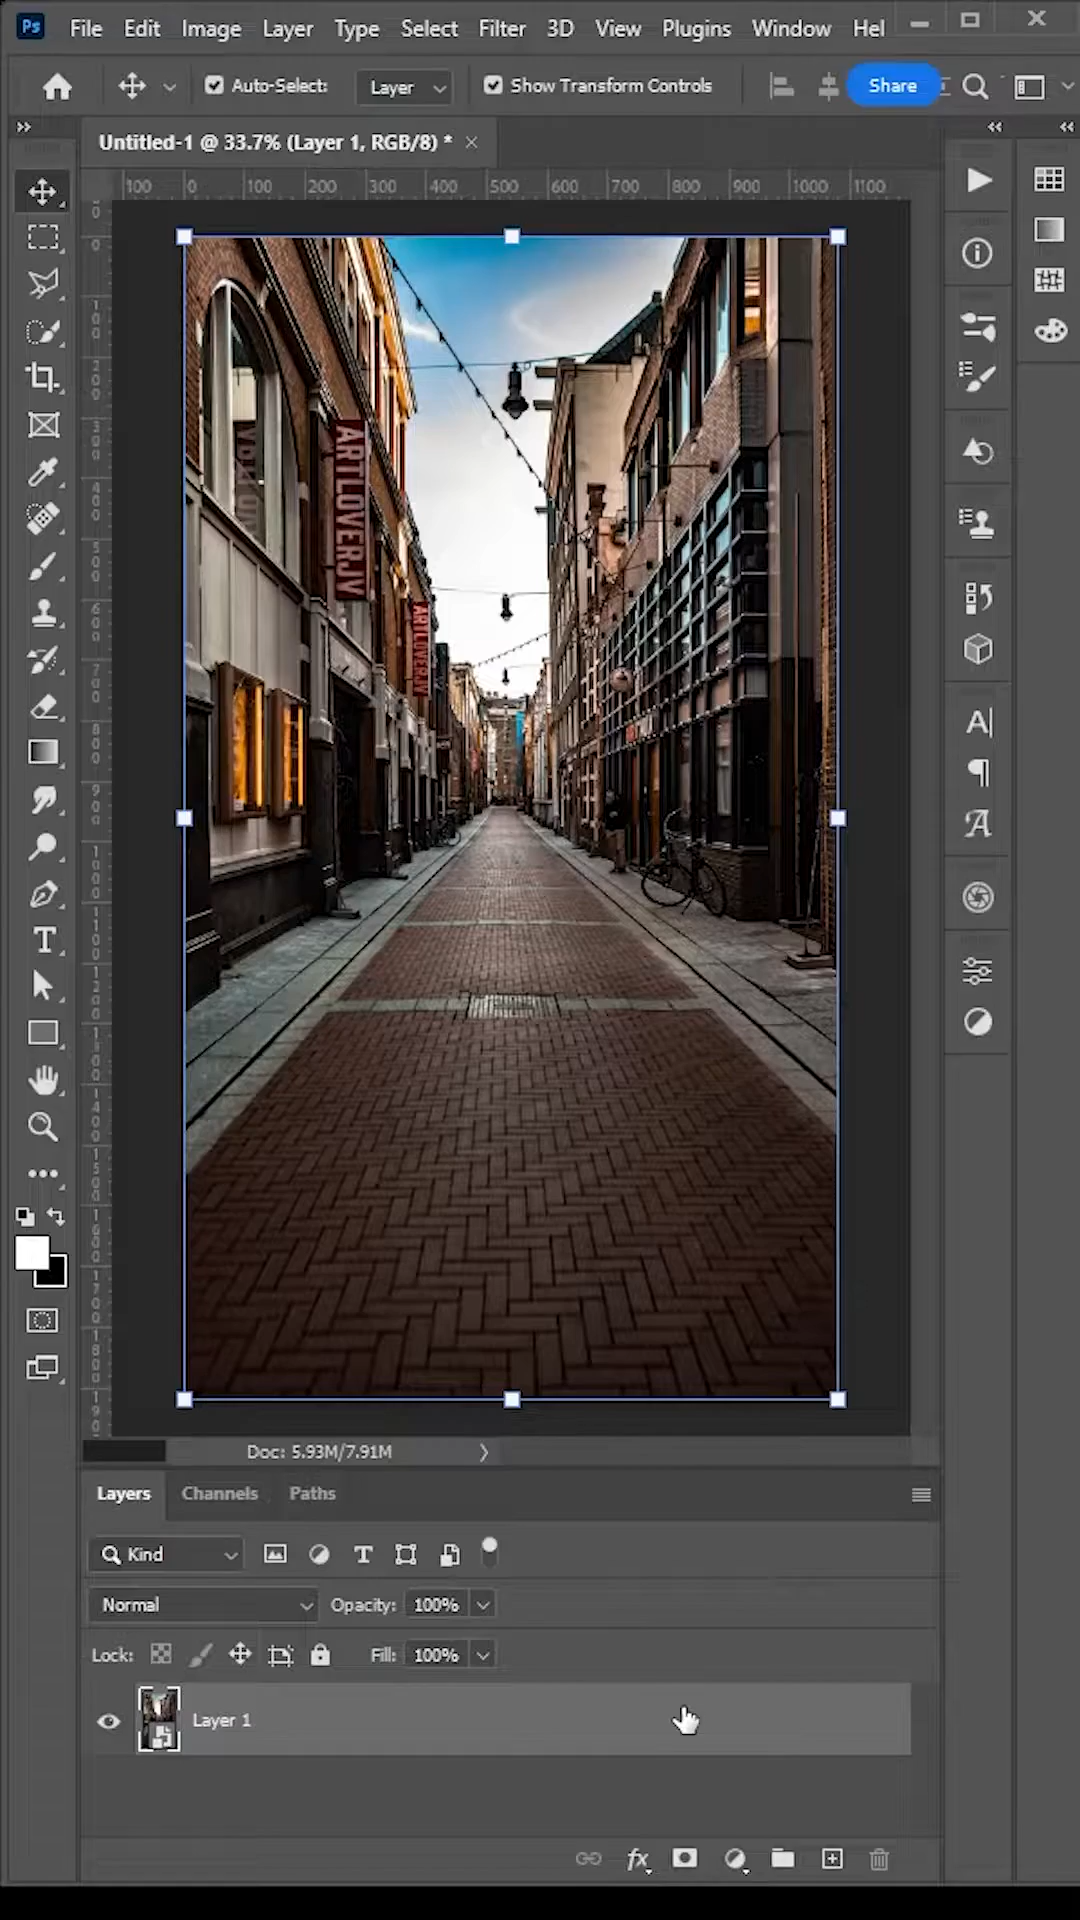 Ps File Edit Image Layer Type Select Filter 3D View Plugins Window Hel
Auto-Select: Layer Show Transform Controls Share
Untitled-1 @ 33.7% (Layer 1, RGB/8) *
100 0 100 200 300 400 500 600 700 800 900 1000 1100
ARTLOVERJV
ARTLOVERJV
Doc: 5.93M/7.91M
Layers Channels Paths
Kind
Normal Opacity: 100%
Lock: Fill: 100%
Layer 1
fx